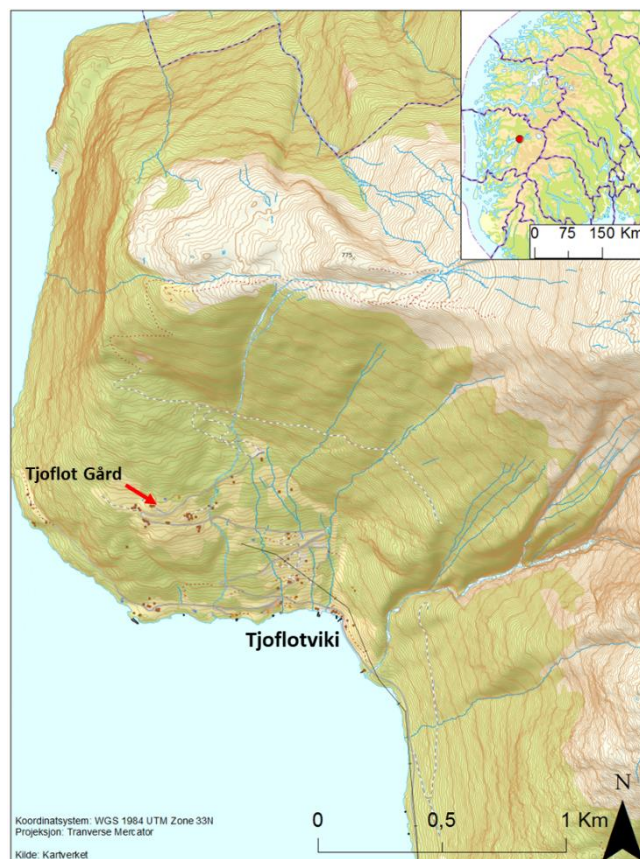 0 75 150 Km
775
Tjoflot Gård
Tjoflotviki
N
0 0,5 1 Km
Koordinatsystem: WGS 1984 UTM Zone 33N
Projeksjon: Tranverse Mercator
Kilde: Kartverket